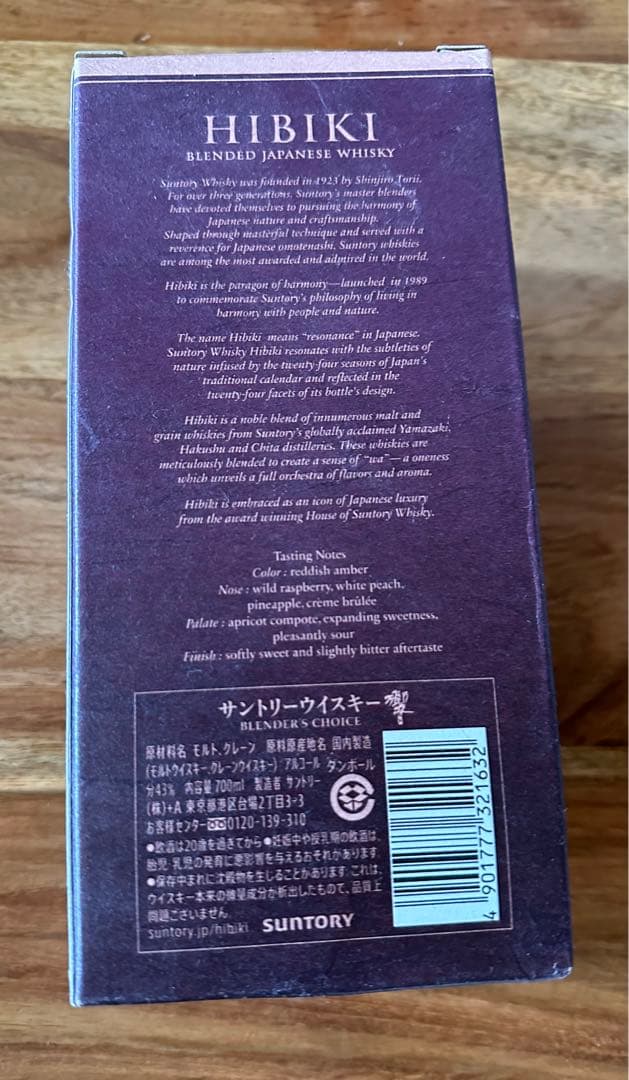 HIBIKI
BLENDED JAPANESE WHISKY
Suntory Whisky was founded in 1923 by Shinjiro Torii.
For over three generations, Suntory's master blenders
have devoted themselves to pursuing the harmony of
Japanese nature and craftsmanship.
Shaped through masterful technique and served with a
reverence for Japanese omotenashi, Suntory whiskies
are among the most awarded and admired in the world.
Hibiki is the paragon of harmony—launched in 1989
to commemorate Suntory's philosophy of living in
harmony with people and nature.
The name Hibiki means "resonance" in Japanese.
Suntory Whisky Hibiki resonates with the subtleties of
nature infused by the twenty-four seasons of Japan's
traditional calendar and reflected in the
twenty-four facets of its bottle's design.
Hibiki is a noble blend of innumerous malt and
grain whiskies from Suntory's globally acclaimed Yamazaki,
Hakushu and Chita distilleries. These whiskies are
meticulously blended to create a sense of "wa"—a oneness
which unveils a full orchestra of flavors and aroma.
Hibiki is embraced as an icon of Japanese luxury
from the award winning House of Suntory Whisky.
Tasting Notes
Color : reddish amber
Nose : wild raspberry, white peach,
pineapple, crème brûlée
Palate : apricot compote, expanding sweetness,
pleasantly sour
Finish : softly sweet and slightly bitter aftertaste
サントリーウイスキー 響
BLENDER'S CHOICE
原材料名 モルト、グレーン 原料原産地名 国内製造
(モルトウイスキー、グレーンウイスキー) アルコール
ダンボール
分43% 内容量 700ml 製造者 サントリー
(株)+A 東京都港区台場2丁目3-3
お客様センター 0120-139-310
●飲酒は20歳を過ぎてから ●妊娠中や授乳期の飲酒は、
胎児・乳児の発育に悪影響を与えるおそれがあります。
●保存中まれに沈殿物を生じることがあります。これは、
ウイスキー本来の微量成分が析出したもので、品質上
問題ございません。
suntory.jp/hibiki SUNTORY
4 901777 321632